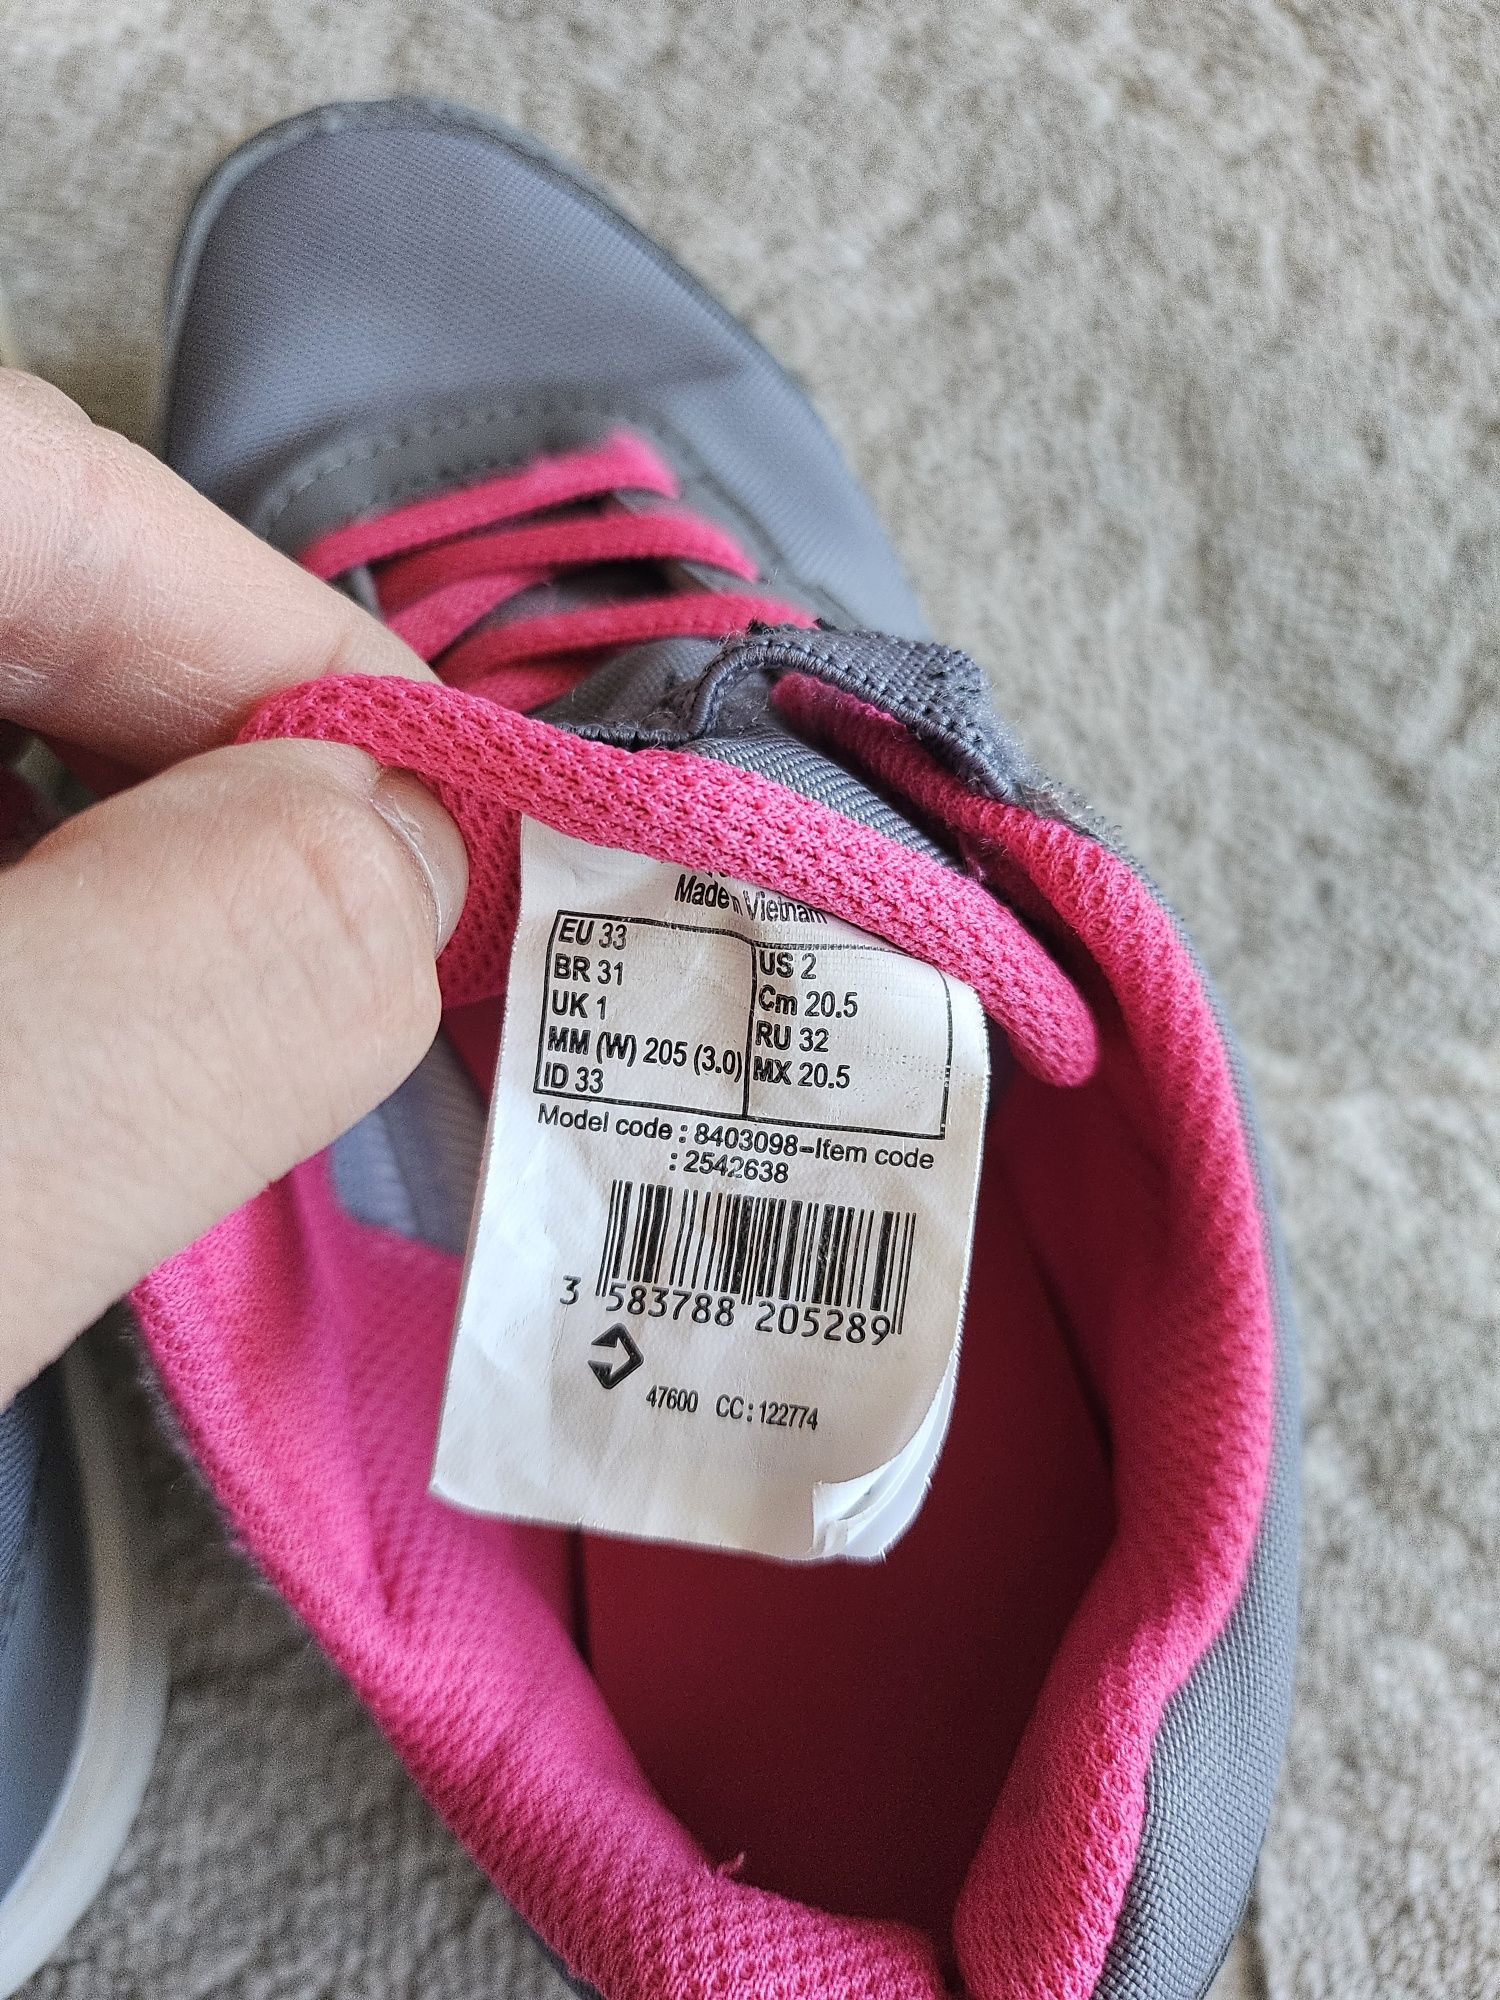 Made in Vietnam
EU 33
BR 31
UK 1
MM (W) 205 (3.0)
ID 33
US 2
Cm 20.5
RU 32
MX 20.5
Model code : 8403098-Item code
: 2542638
3 583788 205289
47600 CC:122774